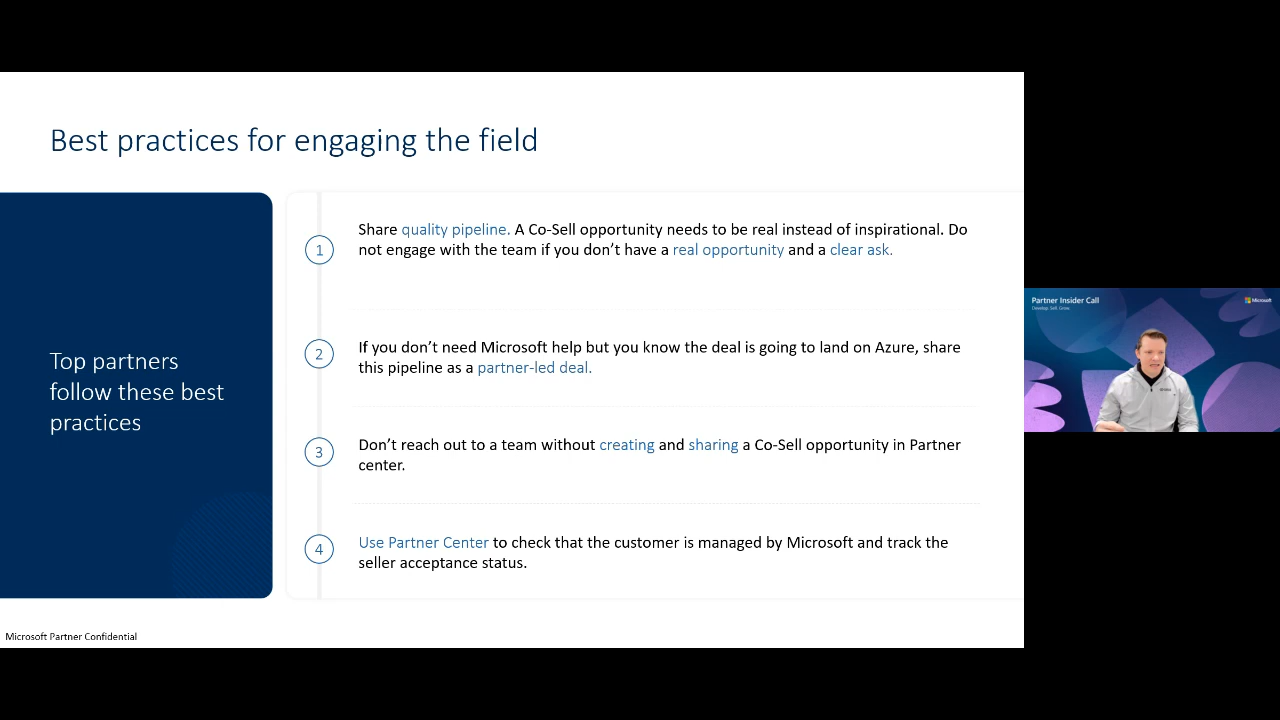 Best practices for engaging the field
Top partners
follow these best
practices
1
Share quality pipeline. A Co-Sell opportunity needs to be real instead of inspirational. Do
not engage with the team if you don’t have a real opportunity and a clear ask.
2
If you don’t need Microsoft help but you know the deal is going to land on Azure, share
this pipeline as a partner-led deal.
3
Don’t reach out to a team without creating and sharing a Co-Sell opportunity in Partner
center.
4
Use Partner Center to check that the customer is managed by Microsoft and track the
seller acceptance status.
Microsoft Partner Confidential
Partner Insider Call
Develop. Sell. Grow.
Microsoft